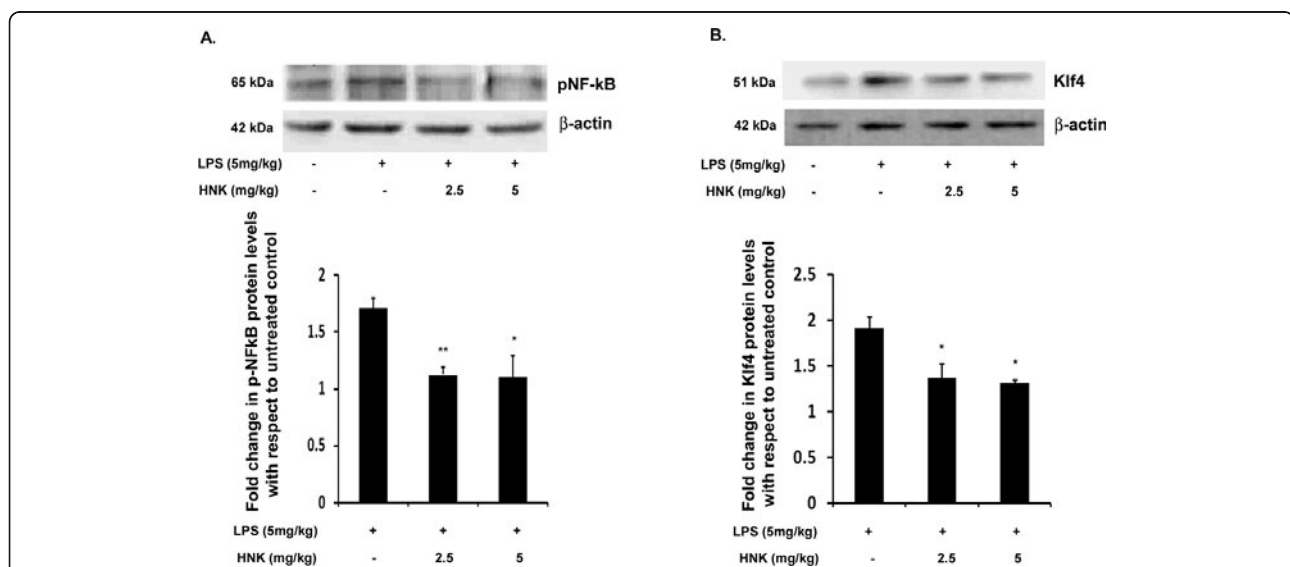 A.
65 kDa pNF-kB
42 kDa β-actin
LPS (5mg/kg) - + + +
HNK (mg/kg) - - 2.5 5
Fold change in p-NFkB protein levels
with respect to untreated control
2
1.5
1
0.5
0
** *
LPS (5mg/kg) + + +
HNK (mg/kg) - 2.5 5
B.
51 kDa Klf4
42 kDa β-actin
LPS (5mg/kg) - + + +
HNK (mg/kg) - - 2.5 5
Fold change in Klf4 protein levels
with respect to untreated control
2.5
2
1.5
1
0.5
0
* *
LPS (5mg/kg) + + +
HNK (mg/kg) - 2.5 5